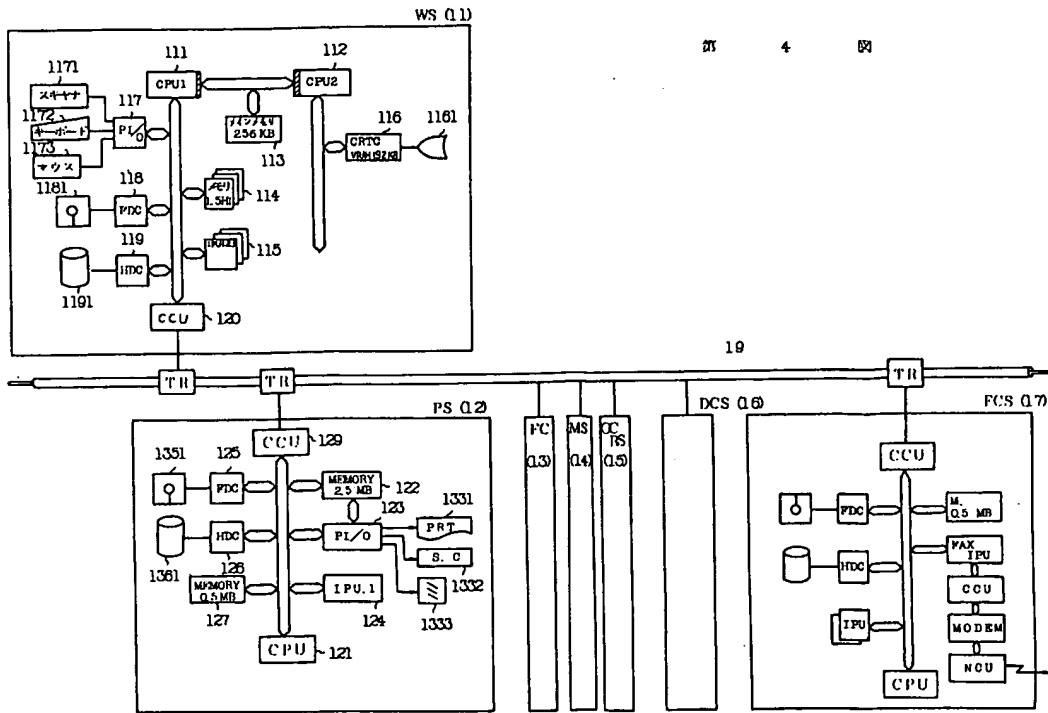 WS (11)
第 4 図
111
112
1171
スキャナ
117
CPU1
CPU2
1172
キーボード
PI/O
メインメモリ
256 KB
116
CRTC
1161
1173
マウス
113
1181
118
FDC
メモリ
114
119
HDC
115
1191
CCU
120
19
TR
TR
TR
PS (12)
DCS (16)
FCS (17)
CCU
129
FC
(13)
MS
(14)
(15)
CCU
1351
125
FDC
MEMORY
2.5 MB
122
123
1331
PRT
FDC
M.
0.5 MB
1361
HDC
126
PI/O
S. C
1332
HDC
FAX
IPU
CCU
MEMORY
0.5 MB
127
IPU.1
124
1333
IPU
MODEM
CPU
121
CPU
NCU